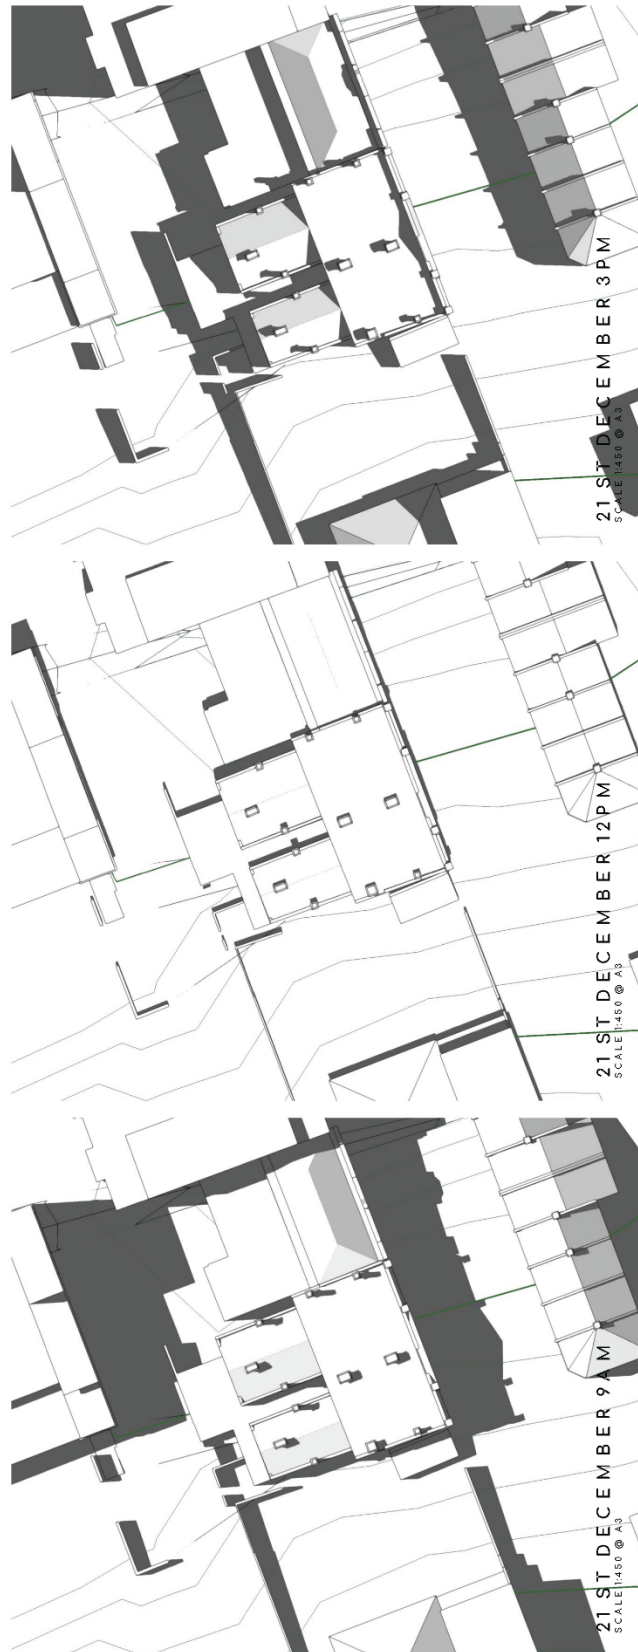 21 ST DECEMBER 3PM
SCALE 1:450 @ A3
21 ST DECEMBER 12PM
SCALE 1:450 @ A3
21 ST DECEMBER 9AM
SCALE 1:450 @ A3